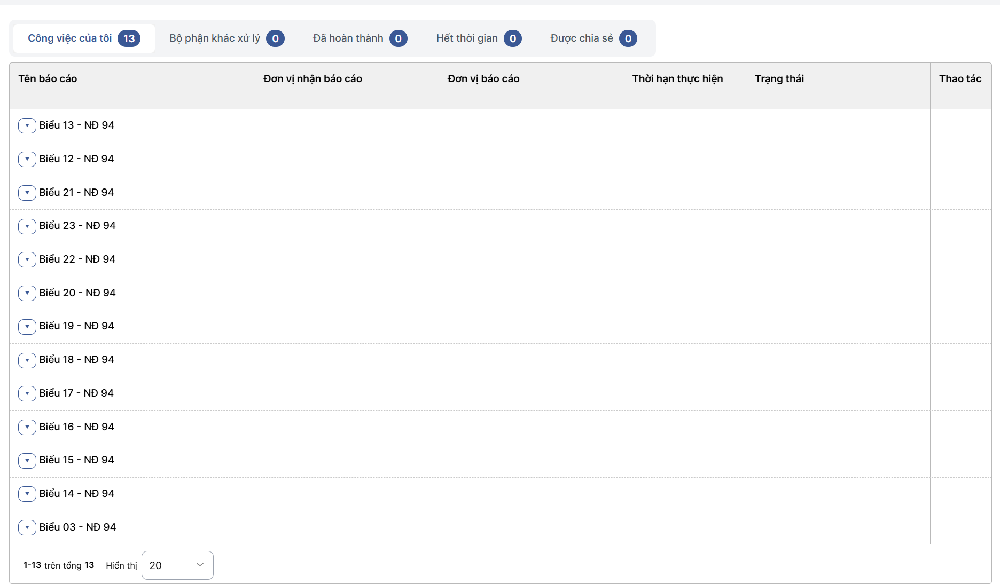 Công việc của tôi 13 Bộ phận khác xử lý 0 Đã hoàn thành 0 Hết thời gian 0 Được chia sẻ 0
Tên báo cáo Đơn vị nhận báo cáo Đơn vị báo cáo Thời hạn thực hiện Trạng thái Thao tác
Biểu 13 - NĐ 94
Biểu 12 - NĐ 94
Biểu 21 - NĐ 94
Biểu 23 - NĐ 94
Biểu 22 - NĐ 94
Biểu 20 - NĐ 94
Biểu 19 - NĐ 94
Biểu 18 - NĐ 94
Biểu 17 - NĐ 94
Biểu 16 - NĐ 94
Biểu 15 - NĐ 94
Biểu 14 - NĐ 94
Biểu 03 - NĐ 94
1-13 trên tổng 13 Hiển thị 20